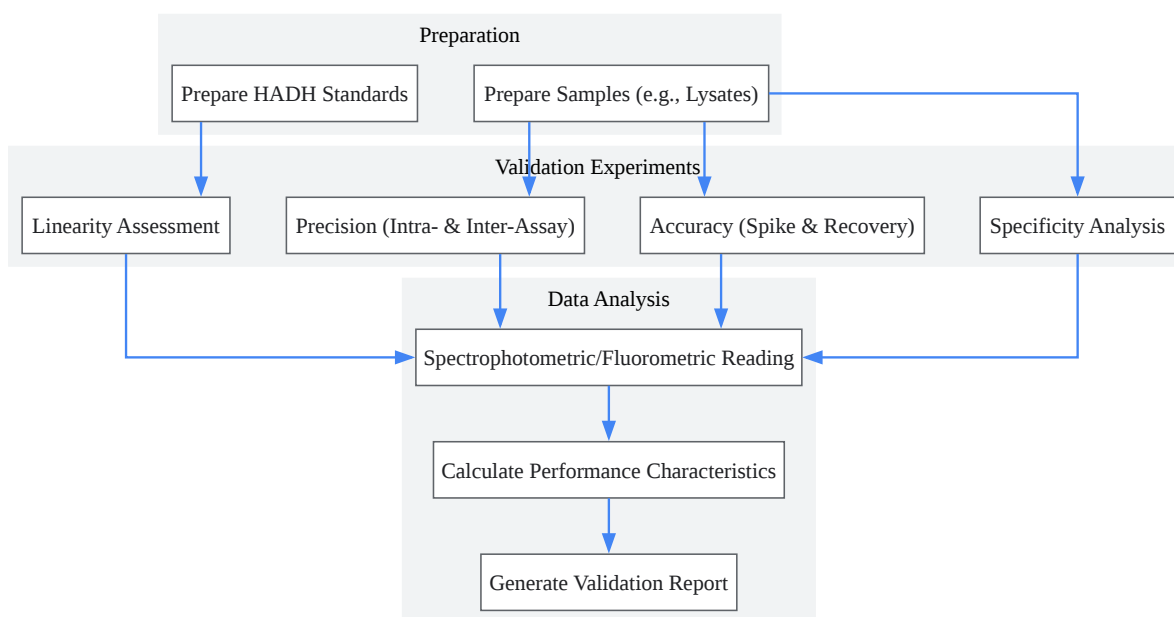 Preparation
Prepare HADH Standards
Prepare Samples (e.g., Lysates)
Validation Experiments
Linearity Assessment
Precision (Intra- & Inter-Assay)
Accuracy (Spike & Recovery)
Specificity Analysis
Data Analysis
Spectrophotometric/Fluorometric Reading
Calculate Performance Characteristics
Generate Validation Report